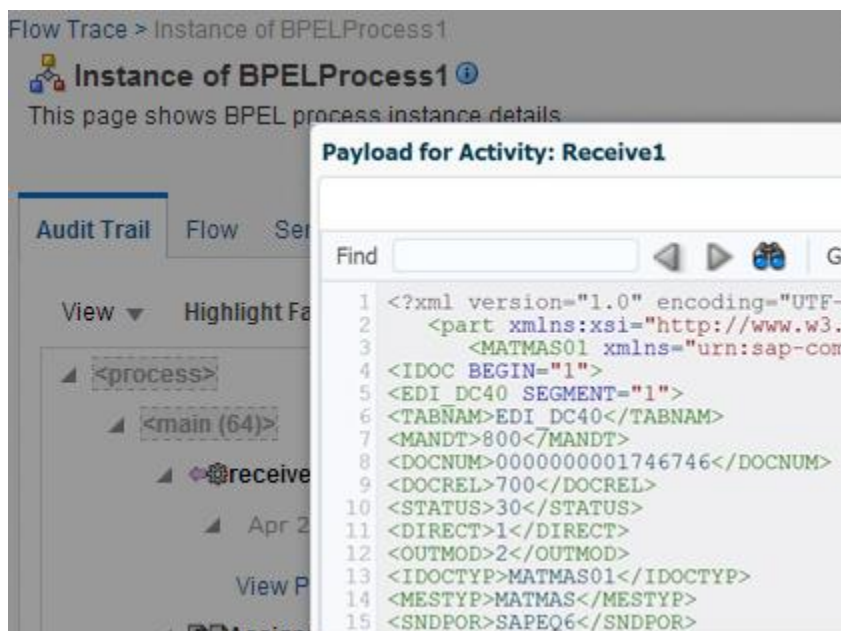 Flow Trace > Instance of BPELProcess1
Instance of BPELProcess1
This page shows BPEL process instance details
Payload for Activity: Receive1
Audit Trail Flow Ser
Find G
View Highlight Fa
<process>
<main (64)>
receive
Apr 2
View P
1 <?xml version="1.0" encoding="UTF-
2 <part xmlns:xsi="http://www.w3.
3 <MATMAS01 xmlns="urn:sap-com
4 <IDOC BEGIN="1">
5 <EDI_DC40 SEGMENT="1">
6 <TABNAM>EDI_DC40</TABNAM>
7 <MANDT>800</MANDT>
8 <DOCNUM>0000000001746746</DOCNUM>
9 <DOCREL>700</DOCREL>
10 <STATUS>30</STATUS>
11 <DIRECT>1</DIRECT>
12 <OUTMOD>2</OUTMOD>
13 <IDOCTYP>MATMAS01</IDOCTYP>
14 <MESTYP>MATMAS</MESTYP>
15 <SNDPOR>SAPEQ6</SNDPOR>